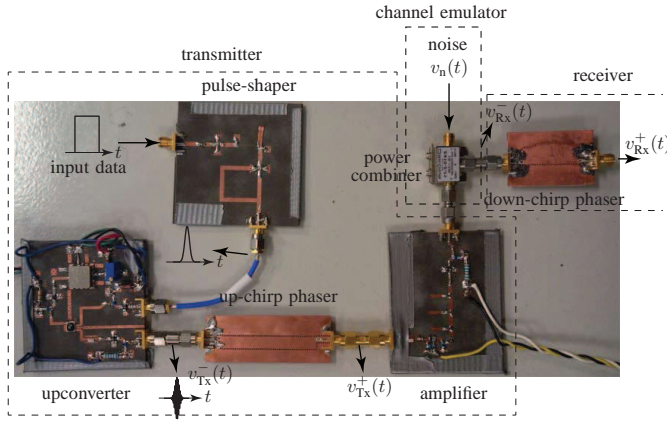 channel emulator
transmitter
noise
v_n(t)
receiver
pulse-shaper
v_Rx^-(t)
v_Rx^+(t)
t
input data
power
combiner
down-chirp phaser
t
up-chirp phaser
v_Tx^-(t)
v_Tx^+(t)
upconverter
t
amplifier